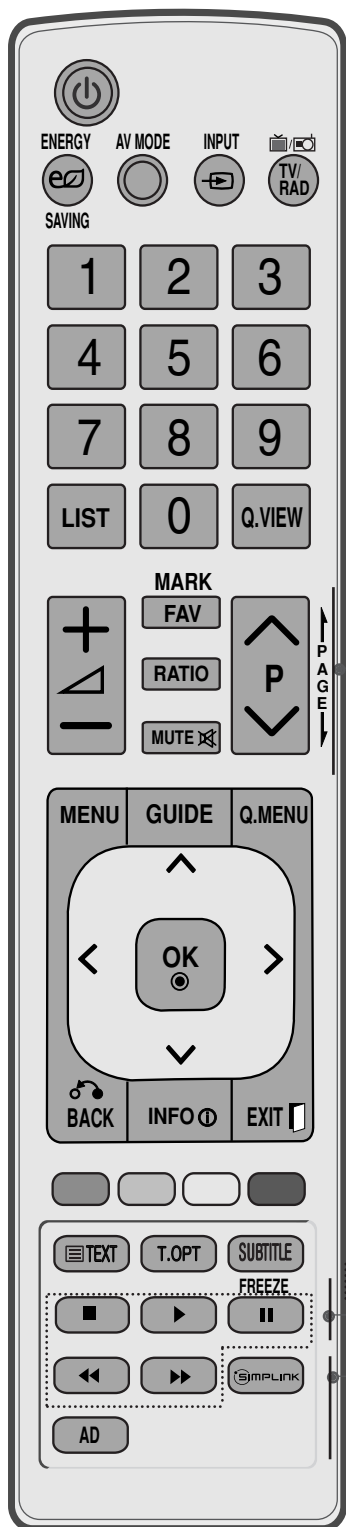 ENERGY AV MODE INPUT
TV/
RAD
SAVING
1 2 3
4 5 6
7 8 9
LIST 0 Q.VIEW
MARK
FAV
RATIO P
MUTE
PAGE
MENU GUIDE Q.MENU
OK
BACK INFO EXIT
TEXT T.OPT SUBTITLE
FREEZE
SIMPLINK
AD